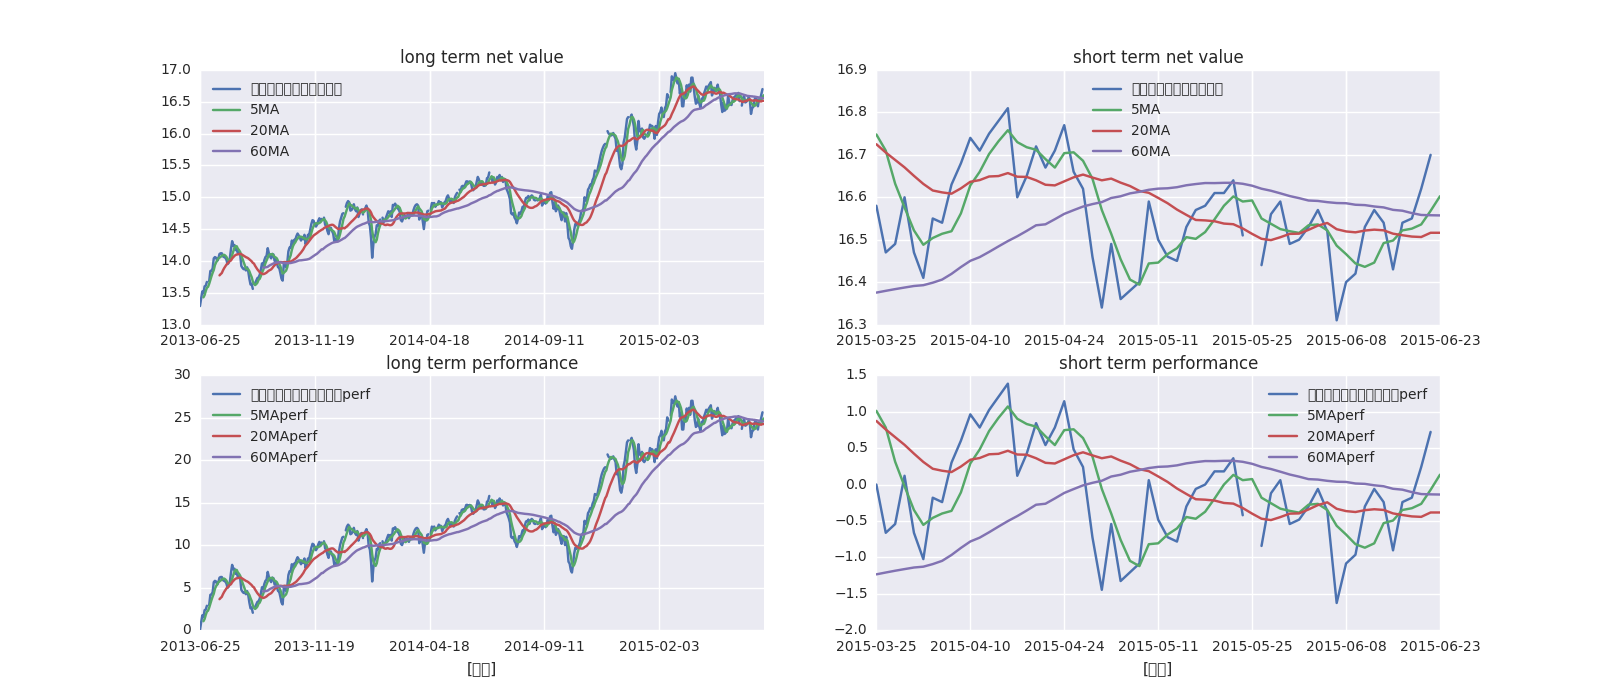 long term net value
17.0
16.5
16.0
15.5
15.0
14.5
14.0
13.5
13.0
5MA
20MA
60MA
2013-06-25 2013-11-19 2014-04-18 2014-09-11 2015-02-03
short term net value
16.9
16.8
16.7
16.6
16.5
16.4
16.3
5MA
20MA
60MA
2015-03-25 2015-04-10 2015-04-24 2015-05-11 2015-05-25 2015-06-08 2015-06-23
long term performance
30
25
20
15
10
5
0
perf
5MAperf
20MAperf
60MAperf
2013-06-25 2013-11-19 2014-04-18 2014-09-11 2015-02-03
short term performance
1.5
1.0
0.5
0.0
−0.5
−1.0
−1.5
−2.0
perf
5MAperf
20MAperf
60MAperf
2015-03-25 2015-04-10 2015-04-24 2015-05-11 2015-05-25 2015-06-08 2015-06-23